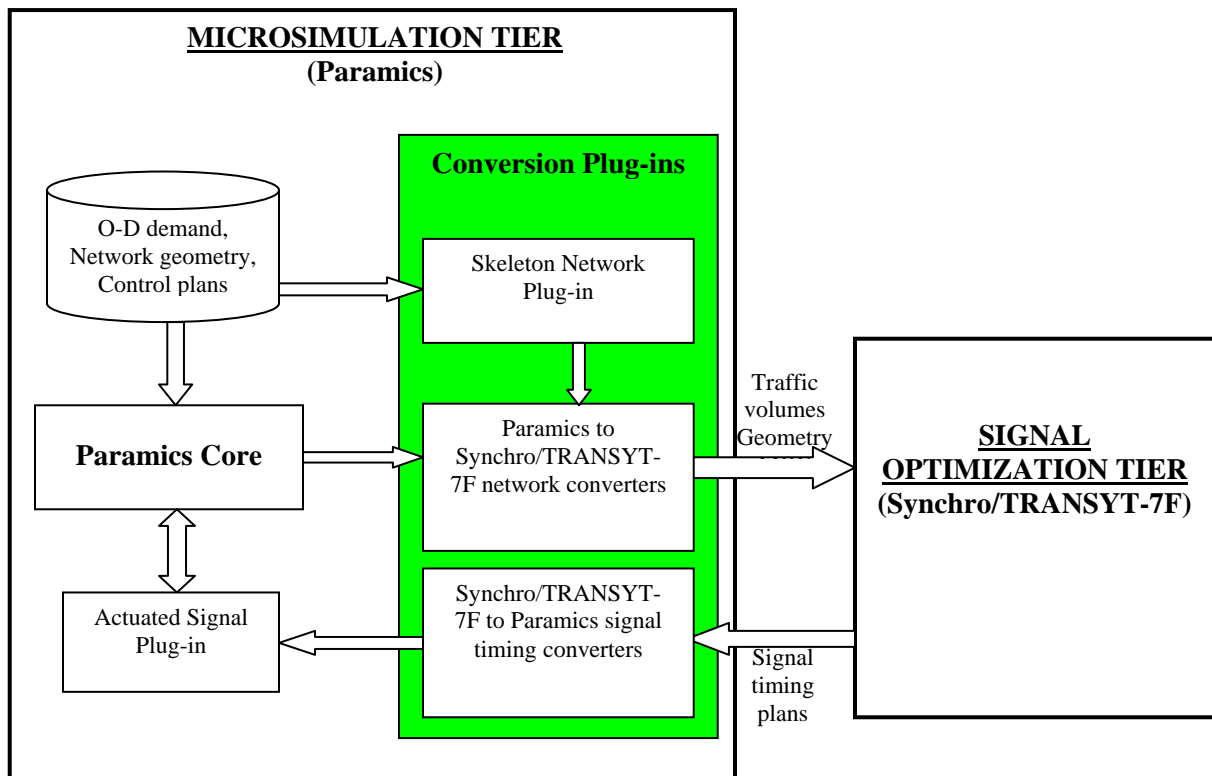 MICROSIMULATION TIER
(Paramics)
Conversion Plug-ins
O-D demand,
Network geometry,
Control plans
Skeleton Network
Plug-in
Paramics Core
Paramics to
Synchro/TRANSYT-
7F network converters
Traffic
volumes
Geometry
SIGNAL
OPTIMIZATION TIER
(Synchro/TRANSYT-7F)
Actuated Signal
Plug-in
Synchro/TRANSYT-
7F to Paramics signal
timing converters
Signal
timing
plans